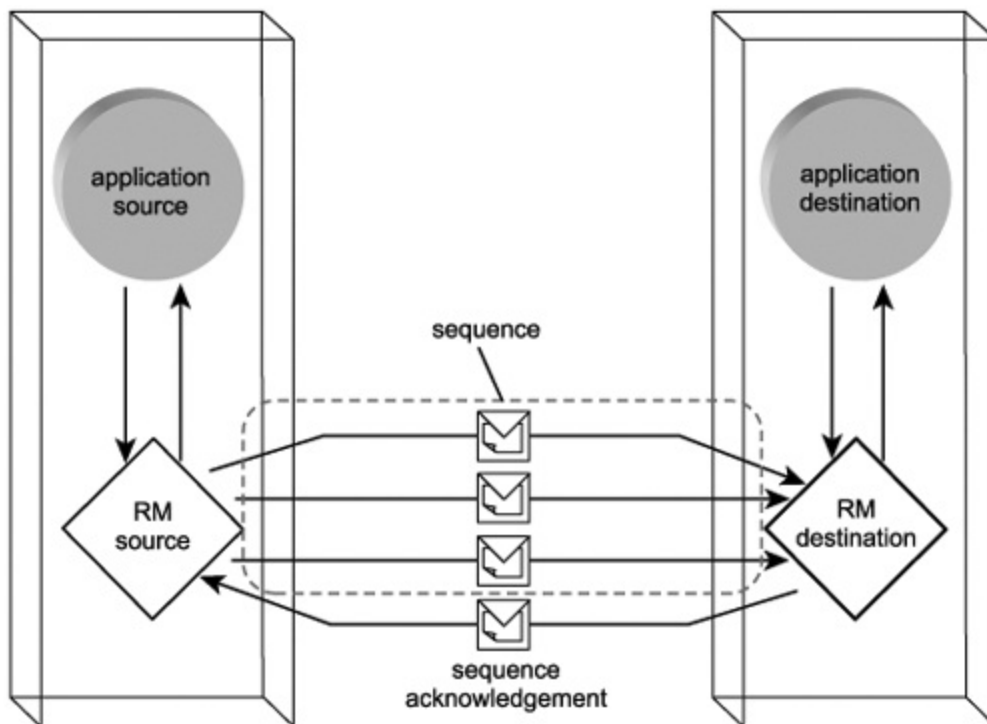 application
source
application
destination
sequence
RM
source
RM
destination
sequence
acknowledgement